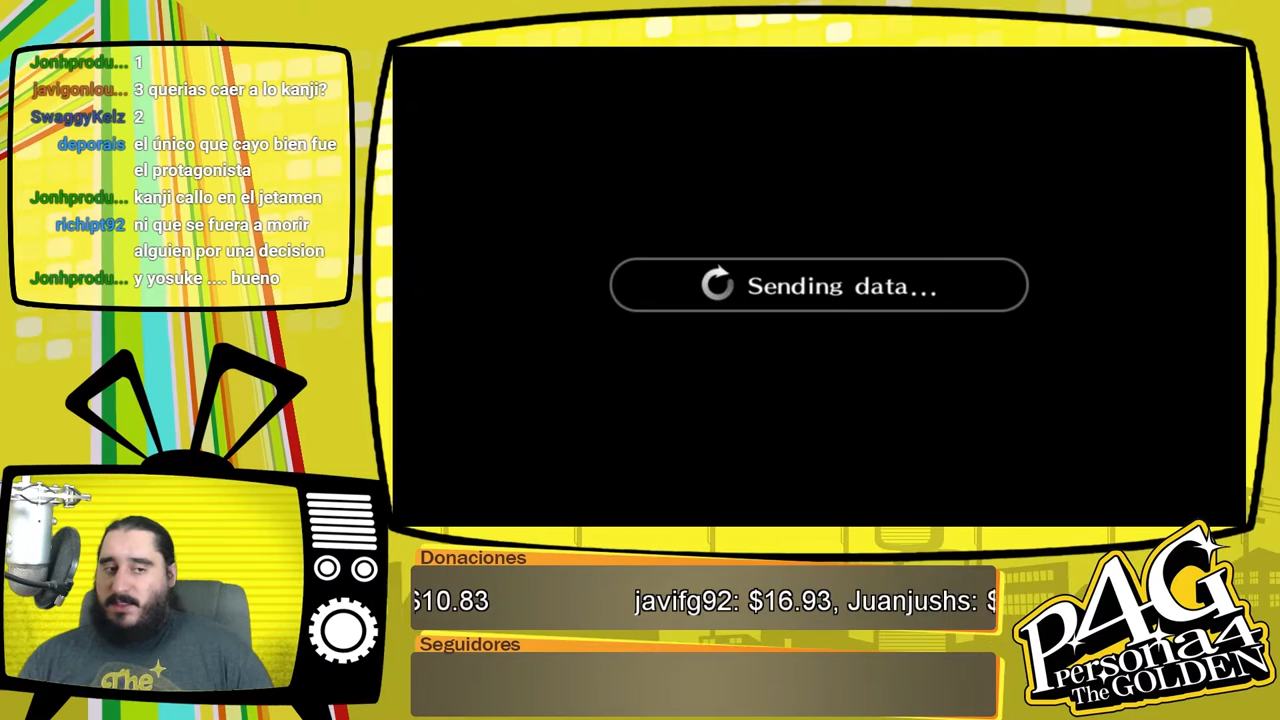 Jonhprodu... 1
javigonlou... 3 querias caer a lo kanji?
SwaggyKelz 2
deporais el único que cayo bien fue
el protagonista
Jonhprodu... kanji callo en el jetamen
richipt92 ni que se fuera a morir
alguien por una decision
Jonhprodu... y yosuke .... bueno
Sending data...
The
Donaciones
$10.83 javifg92: $16.93, Juanjushs: $
Seguidores
P4G
Persona4
The GOLDEN